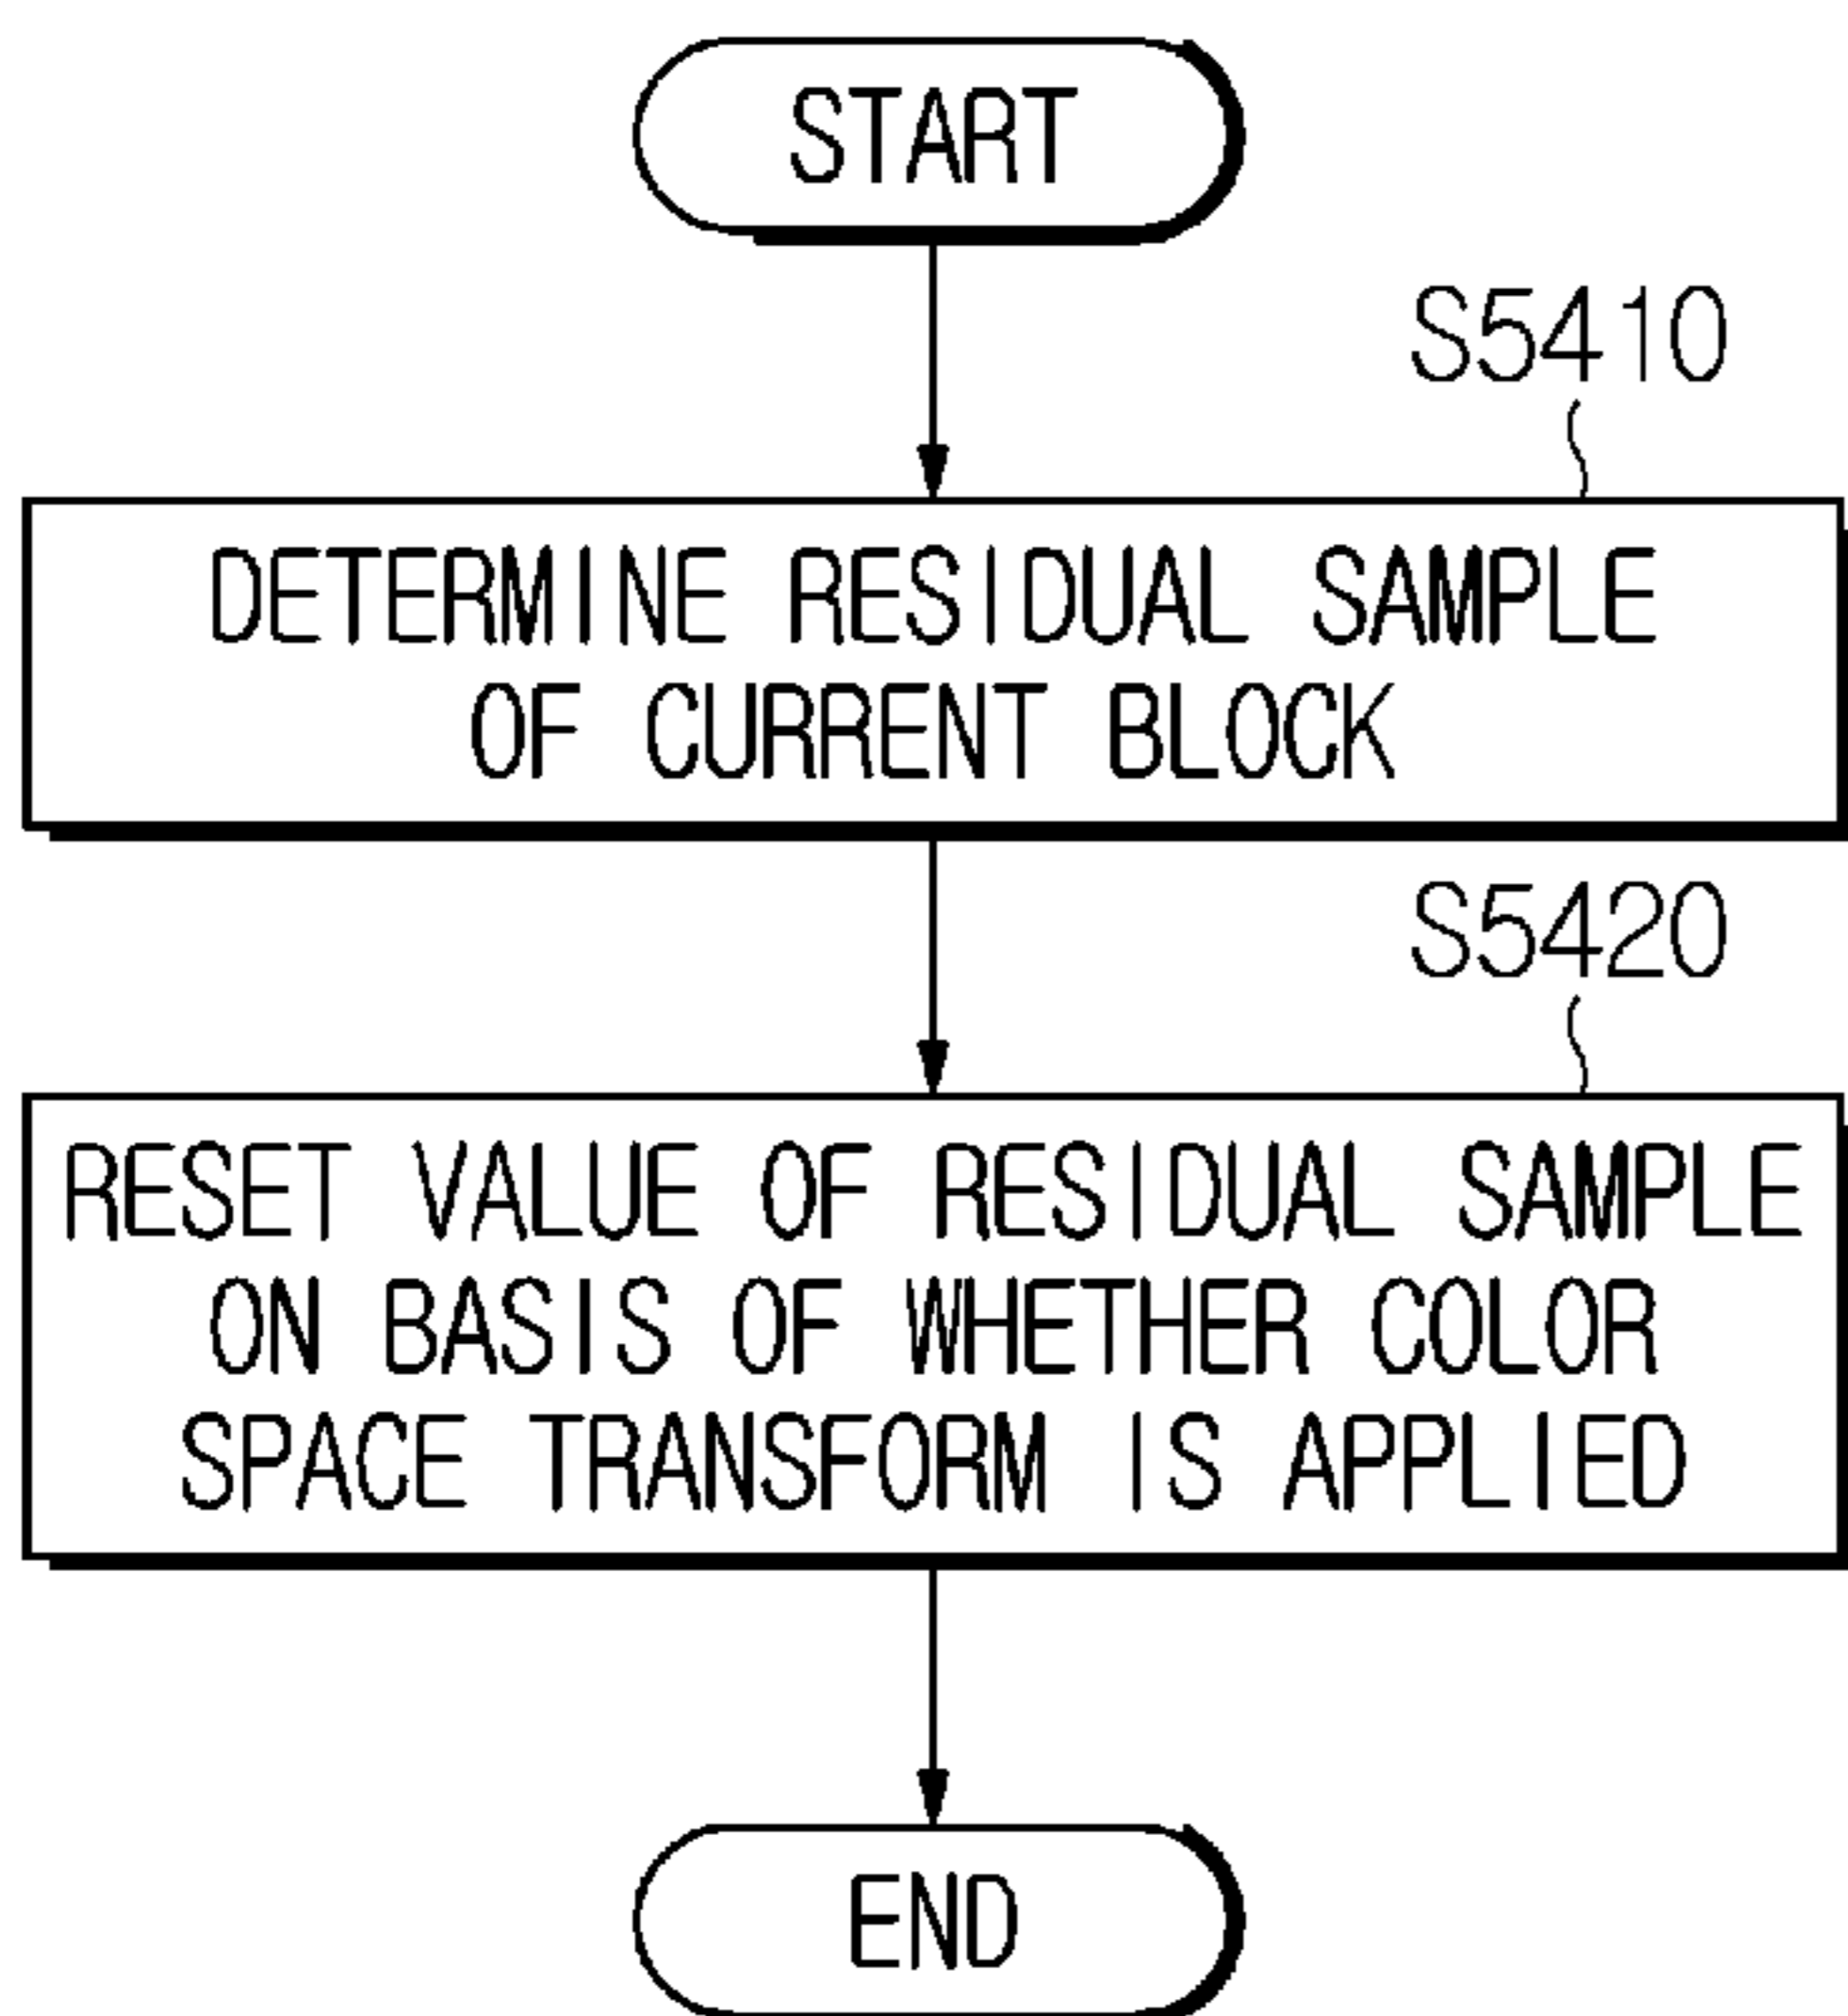 START
S5410
DETERMINE RESIDUAL SAMPLE
OF CURRENT BLOCK
S5420
RESET VALUE OF RESIDUAL SAMPLE
ON BASIS OF WHETHER COLOR
SPACE TRANSFORM IS APPLIED
END